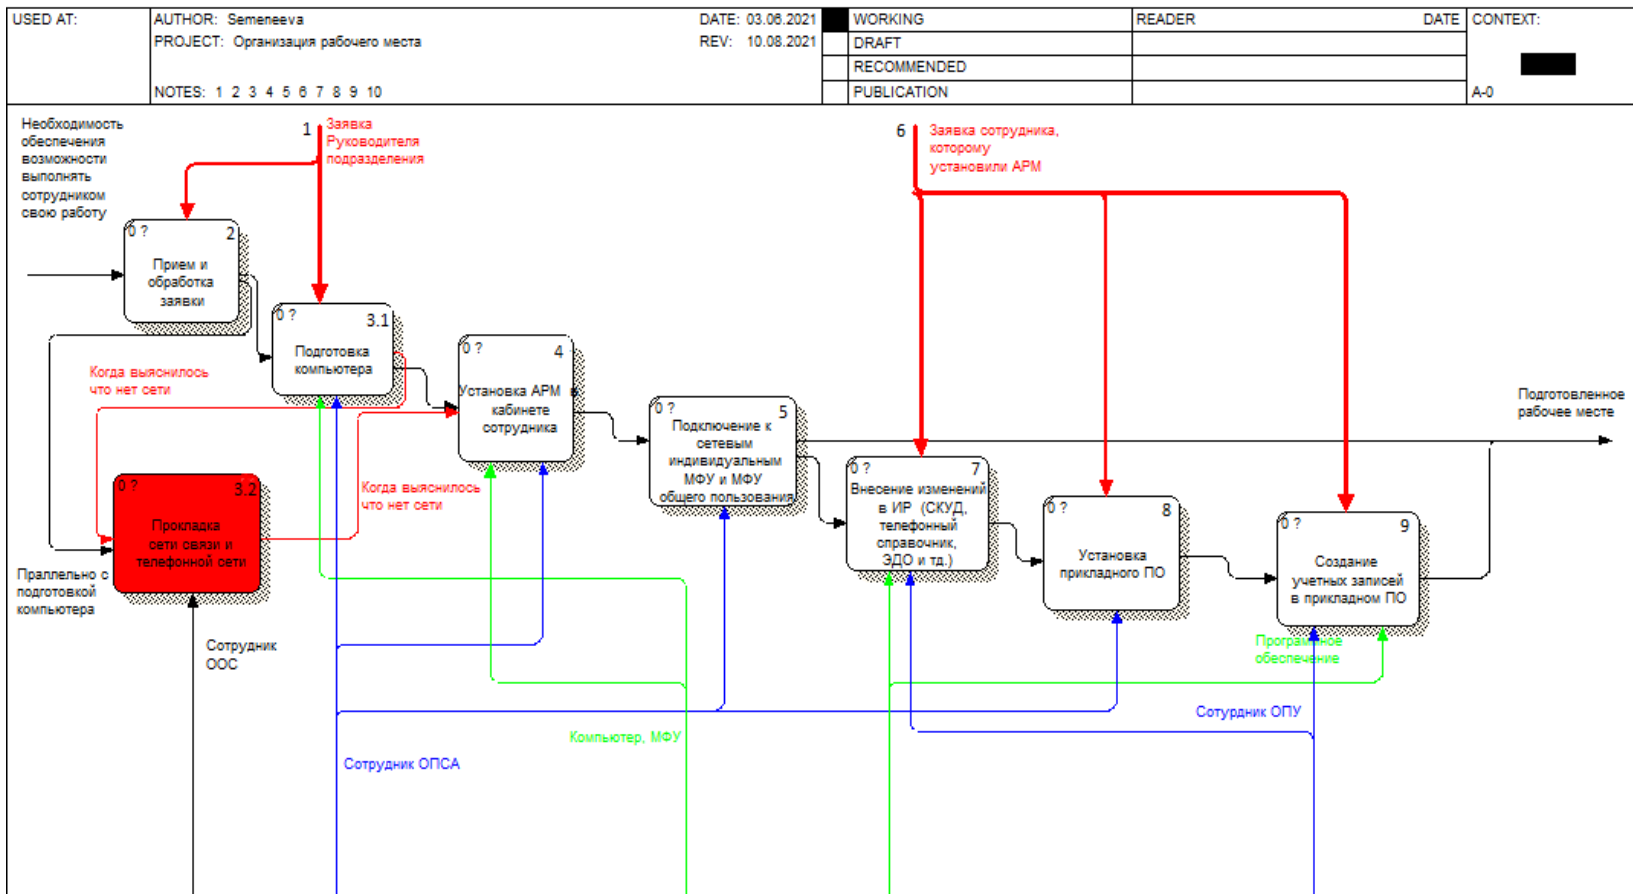 USED AT:
AUTHOR: Semeneeva
DATE: 03.06.2021
PROJECT: Организация рабочего места
REV: 10.08.2021
NOTES: 1 2 3 4 5 6 7 8 9 10
WORKING
DRAFT
RECOMMENDED
PUBLICATION
READER
DATE
CONTEXT:
A-0
Необходимость
обеспечения
возможности
выполнять
сотрудником
свою работу
1
Заявка
Руководителя
подразделения
6
Заявка сотрудника,
которому
установили АРМ
0 ?
2
Прием и
обработка
заявки
0 ?
3.1
Подготовка
компьютера
0 ?
4
Установка АРМ в
кабинете
сотрудника
Когда выяснилось
что нет сети
0 ?
5
Подключение к
сетевым
индивидуальным
МФУ и МФУ
общего пользования
Подготовленное
рабочее месте
0 ?
3.2
Прокладка
сети связи и
телефонной сети
Когда выяснилось
что нет сети
0 ?
7
Внесение изменений
в ИР (СКУД,
телефонный
справочник,
ЭДО и тд.)
0 ?
8
Установка
прикладного ПО
0 ?
9
Создание
учетных записей
в прикладном ПО
Праллельно с
подготовкой
компьютера
Сотрудник
ООС
Програмное
обеспечение
Сотурдник ОПУ
Компьютер, МФУ
Сотрудник ОПСА